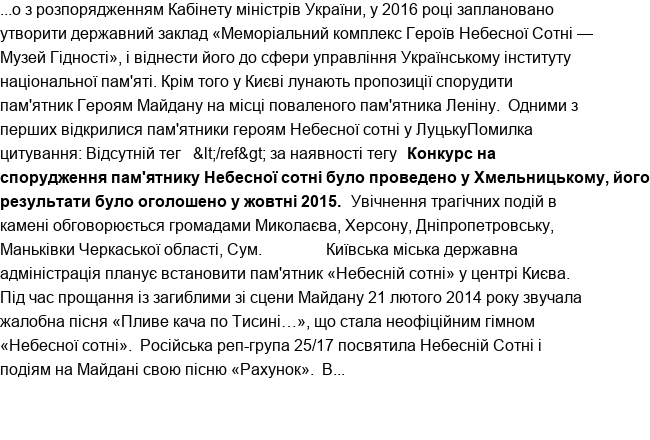 ...о з розпорядженням Кабінету міністрів України, у 2016 році заплановано
утворити державний заклад «Меморіальний комплекс Героїв Небесної Сотні —
Музей Гідності», і віднести його до сфери управління Українському інституту
національної пам'яті. Крім того у Києві лунають пропозиції спорудити
пам'ятник Героям Майдану на місці поваленого пам'ятника Леніну. Одними з
перших відкрилися пам'ятники героям Небесної сотні у ЛуцькуПомилка
цитування: Відсутній тег &lt;/ref&gt; за наявності тегу Конкурс на
спорудження пам'ятнику Небесної сотні було проведено у Хмельницькому, його
результати було оголошено у жовтні 2015. Увічнення трагічних подій в
камені обговорюється громадами Миколаєва, Херсону, Дніпропетровську,
Маньківки Черкаської області, Сум. Київська міська державна
адміністрація планує встановити пам'ятник «Небесній сотні» у центрі Києва.
Під час прощання із загиблими зі сцени Майдану 21 лютого 2014 року звучала
жалобна пісня «Пливе кача по Тисині…», що стала неофіційним гімном
«Небесної сотні». Російська реп-група 25/17 посвятила Небесній Сотні і
подіям на Майдані свою пісню «Рахунок». В...